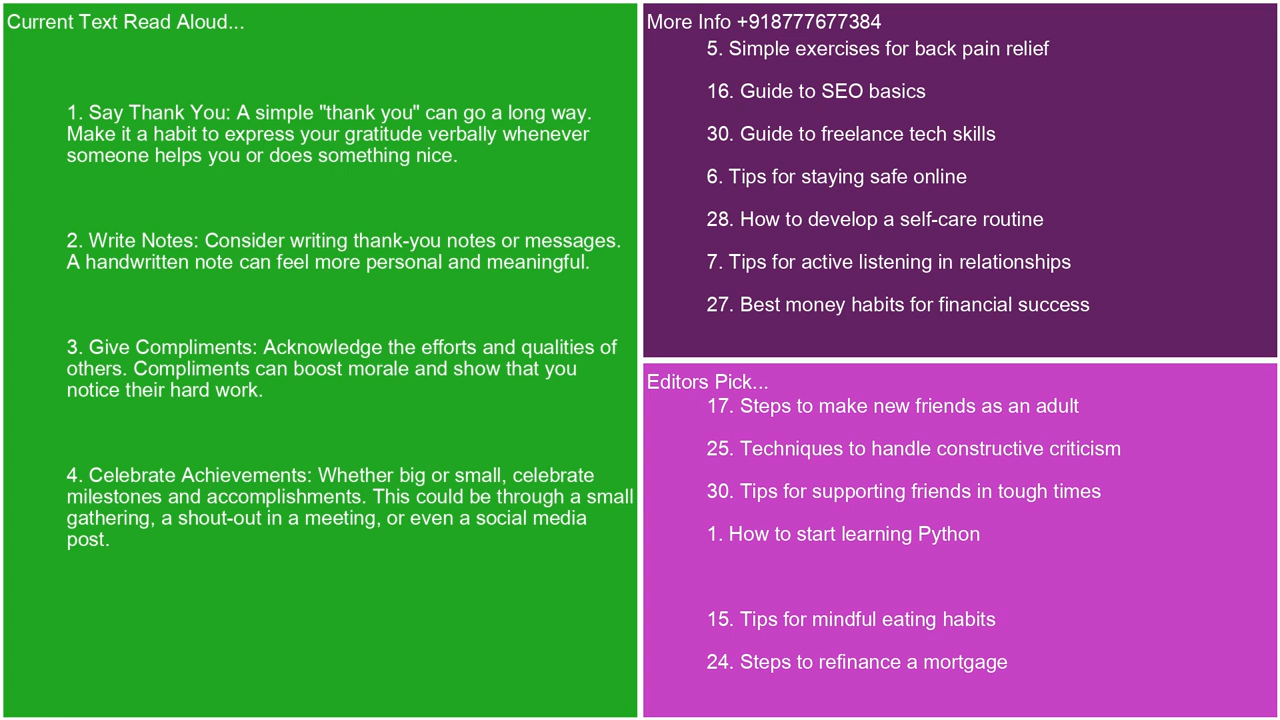 Current Text Read Aloud...
1. Say Thank You: A simple "thank you" can go a long way.
Make it a habit to express your gratitude verbally whenever
someone helps you or does something nice.
2. Write Notes: Consider writing thank-you notes or messages.
A handwritten note can feel more personal and meaningful.
3. Give Compliments: Acknowledge the efforts and qualities of
others. Compliments can boost morale and show that you
notice their hard work.
4. Celebrate Achievements: Whether big or small, celebrate
milestones and accomplishments. This could be through a small
gathering, a shout-out in a meeting, or even a social media
post.
More Info +918777677384
5. Simple exercises for back pain relief
16. Guide to SEO basics
30. Guide to freelance tech skills
6. Tips for staying safe online
28. How to develop a self-care routine
7. Tips for active listening in relationships
27. Best money habits for financial success
Editors Pick...
17. Steps to make new friends as an adult
25. Techniques to handle constructive criticism
30. Tips for supporting friends in tough times
1. How to start learning Python
15. Tips for mindful eating habits
24. Steps to refinance a mortgage